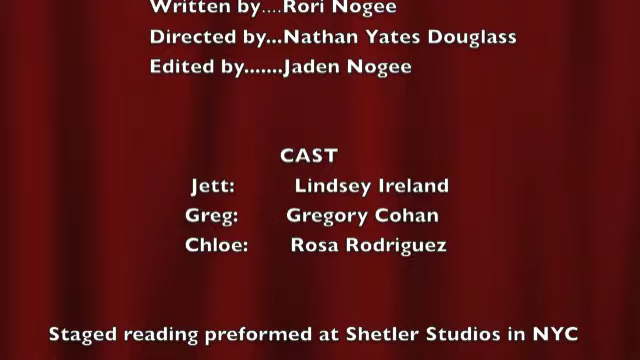 Written by....Rori Nogee
Directed by...Nathan Yates Douglass
Edited by.......Jaden Nogee
CAST
Jett: Lindsey Ireland
Greg: Gregory Cohan
Chloe: Rosa Rodriguez
Staged reading preformed at Shetler Studios in NYC